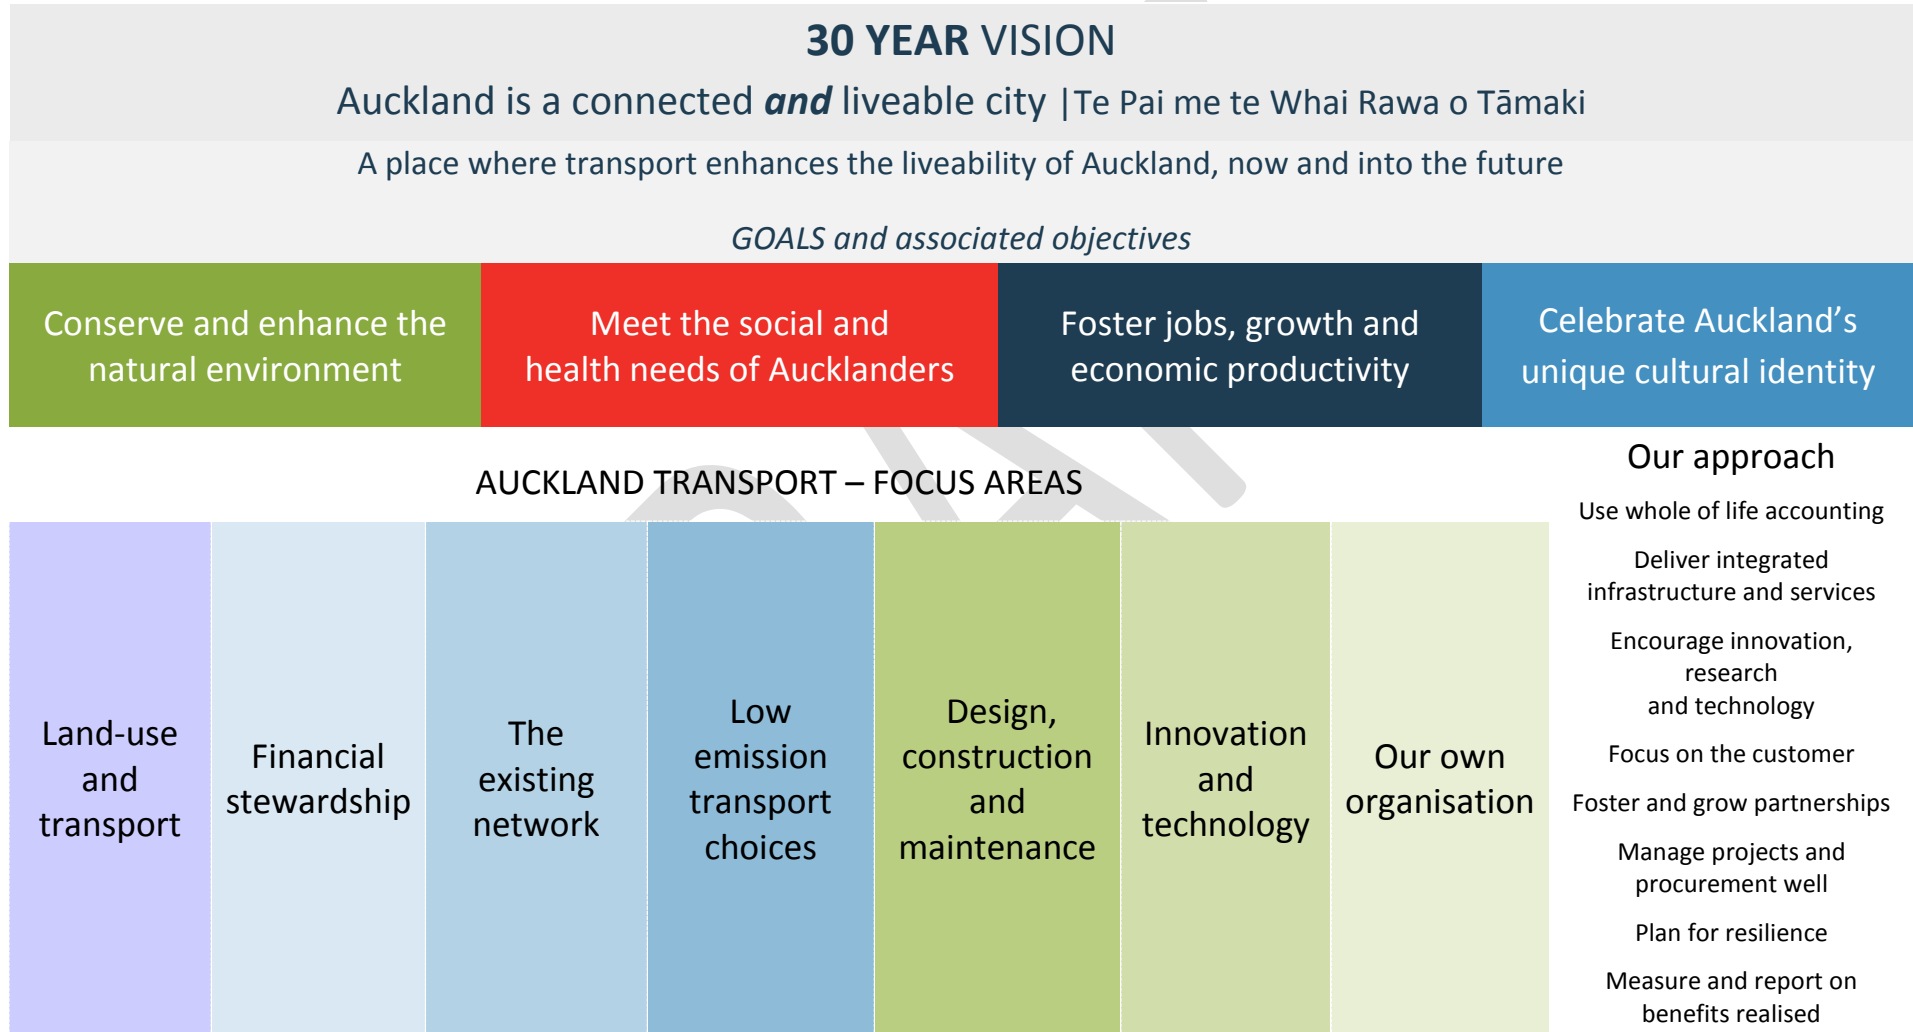 30 YEAR VISION
Auckland is a connected and liveable city |Te Pai me te Whai Rawa o Tāmaki
A place where transport enhances the liveability of Auckland, now and into the future
GOALS and associated objectives
Conserve and enhance the
natural environment
Meet the social and
health needs of Aucklanders
Foster jobs, growth and
economic productivity
Celebrate Auckland’s
unique cultural identity
AUCKLAND TRANSPORT – FOCUS AREAS
Land-use
and
transport
Financial
stewardship
The
existing
network
Low
emission
transport
choices
Design,
construction
and
maintenance
Innovation
and
technology
Our own
organisation
Our approach
Use whole of life accounting
Deliver integrated
infrastructure and services
Encourage innovation,
research
and technology
Focus on the customer
Foster and grow partnerships
Manage projects and
procurement well
Plan for resilience
Measure and report on
benefits realised